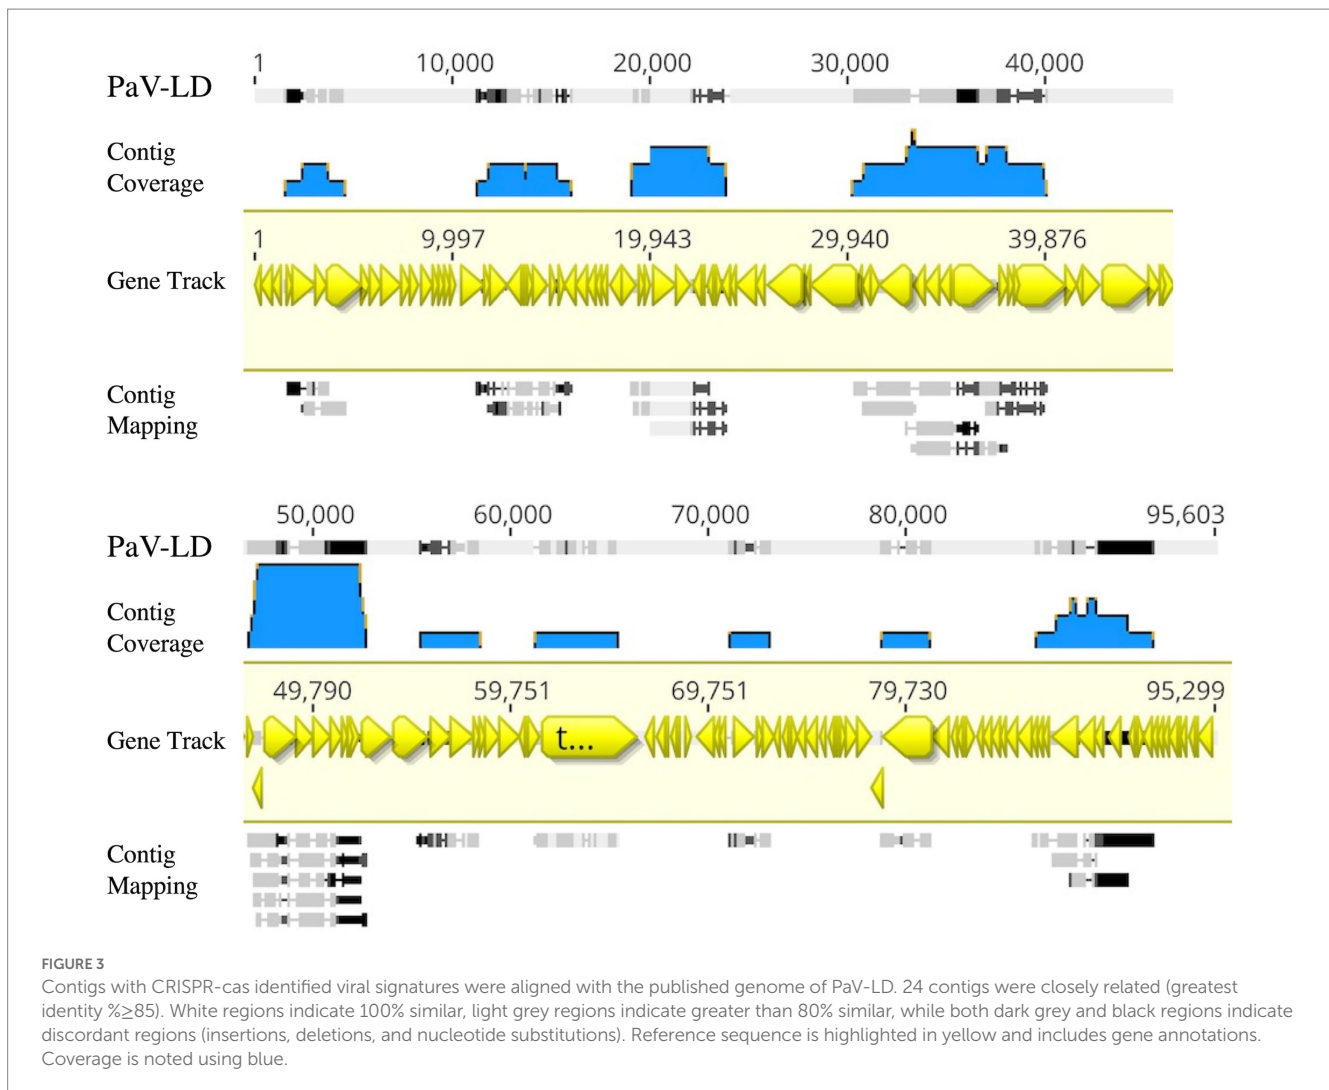 1 10,000 20,000 30,000 40,000
PaV-LD
Contig
Coverage
1 9,997 19,943 29,940 39,876
Gene Track
Contig
Mapping
50,000 60,000 70,000 80,000 95,603
PaV-LD
Contig
Coverage
49,790 59,751 69,751 79,730 95,299
Gene Track
t...
Contig
Mapping
FIGURE 3
Contigs with CRISPR-cas identified viral signatures were aligned with the published genome of PaV-LD. 24 contigs were closely related (greatest
identity %≥85). White regions indicate 100% similar, light grey regions indicate greater than 80% similar, while both dark grey and black regions indicate
discordant regions (insertions, deletions, and nucleotide substitutions). Reference sequence is highlighted in yellow and includes gene annotations.
Coverage is noted using blue.